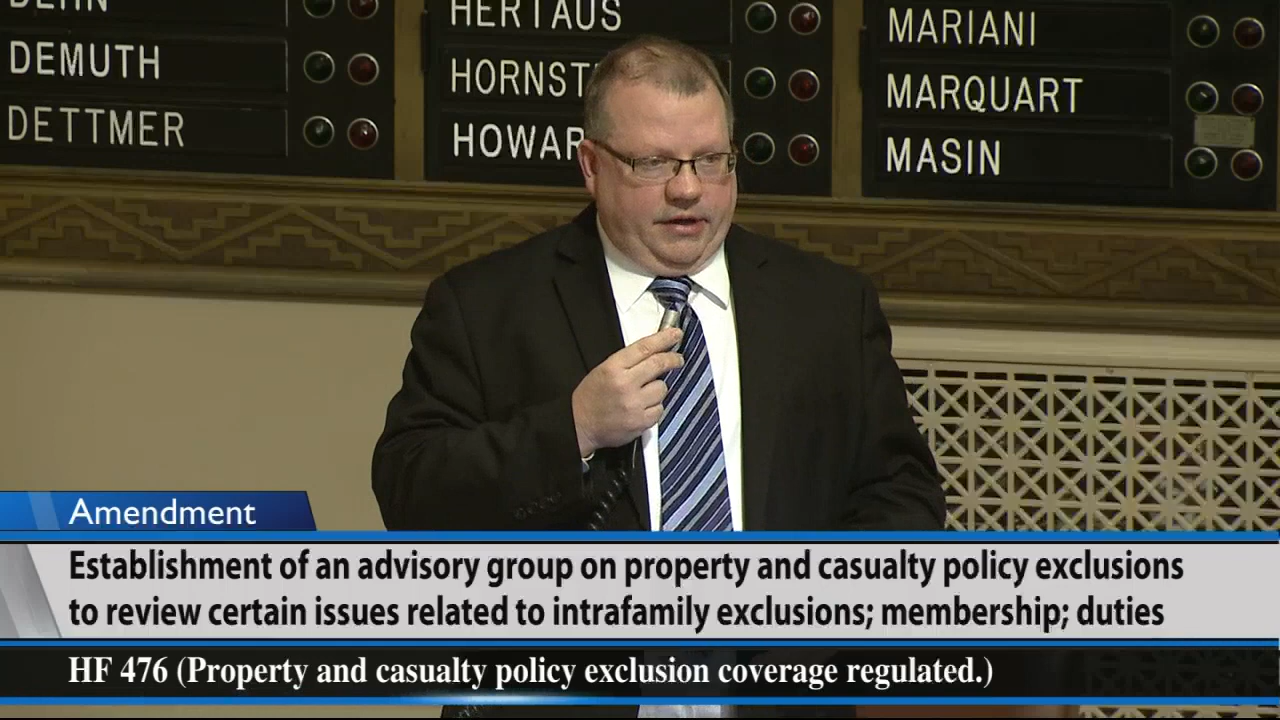 DEMUTH
DETTMER
HERTAUS
HORNST
HOWAR
MARIANI
MARQUART
MASIN
Amendment
Establishment of an advisory group on property and casualty policy exclusions
to review certain issues related to intrafamily exclusions; membership; duties
HF 476 (Property and casualty policy exclusion coverage regulated.)